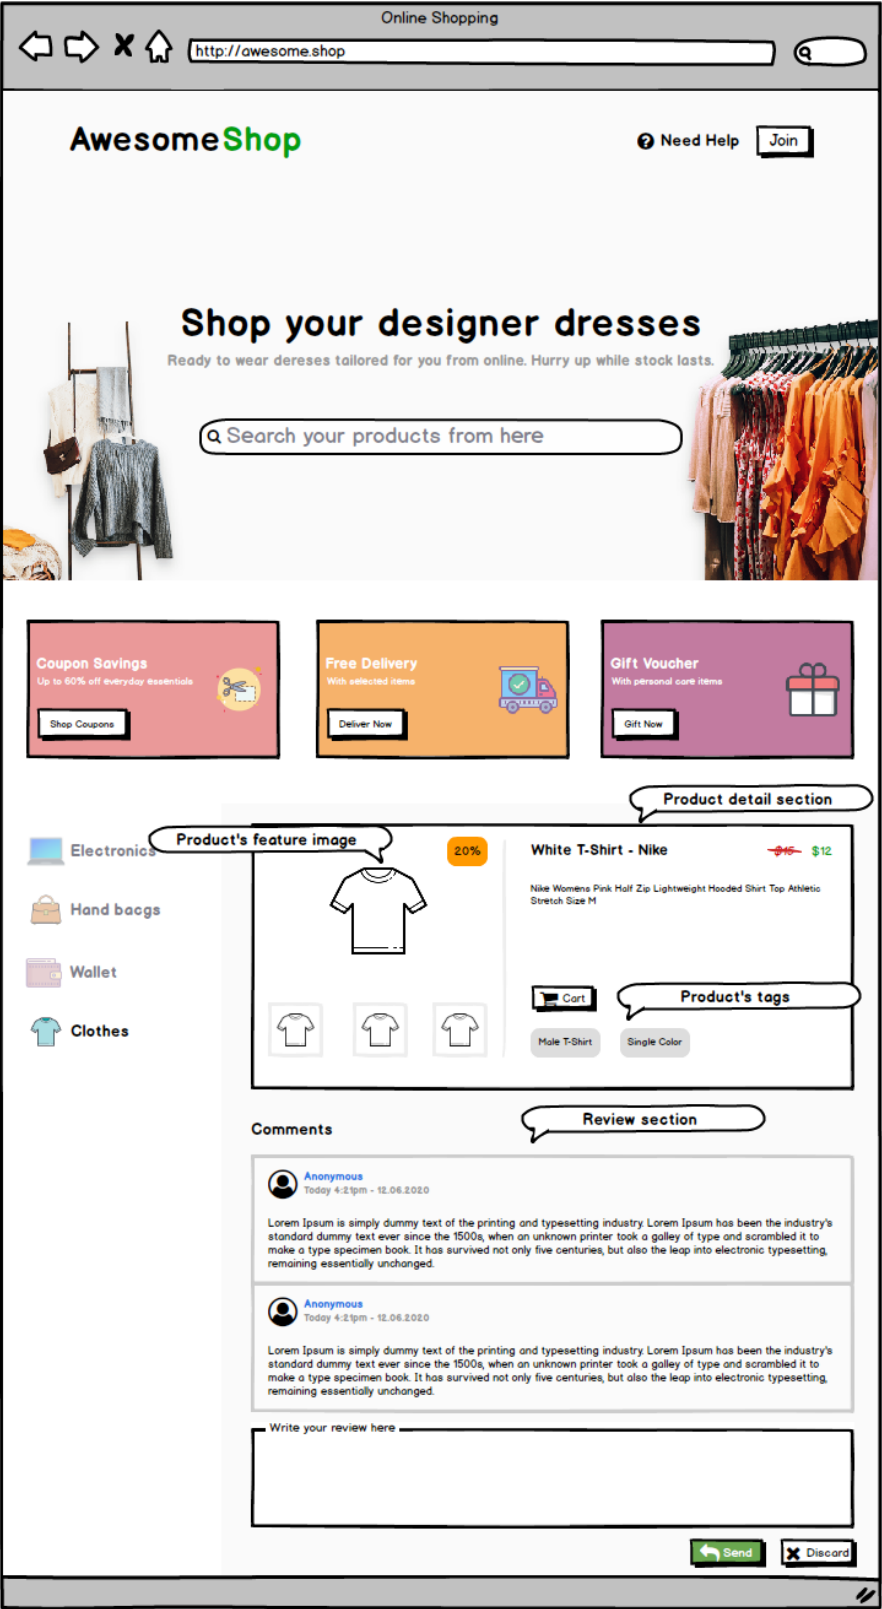 Online Shopping
http://awesome.shop
AwesomeShop
Need Help
Join
Shop your designer dresses
Ready to wear dereses tailored for you from online. Hurry up while stock lasts.
Search your products from here
Coupon Savings
Up to 60% off everyday essentials
Shop Coupons
Free Delivery
With selected items
Deliver Now
Gift Voucher
With personal care items
Gift Now
Electronics
Hand bacgs
Wallet
Clothes
Product detail section
Product's feature image
20%
White T-Shirt - Nike
$15 $12
Nike Womens Pink Half Zip Lightweight Hooded Shirt Top Athletic
Stretch Size M
Cart
Product's tags
Male T-Shirt
Single Color
Comments
Review section
Anonymous
Today 4:21pm - 12.06.2020
Lorem Ipsum is simply dummy text of the printing and typesetting industry. Lorem Ipsum has been the industry's
standard dummy text ever since the 1500s, when an unknown printer took a galley of type and scrambled it to
make a type specimen book. It has survived not only five centuries, but also the leap into electronic typesetting,
remaining essentially unchanged.
Anonymous
Today 4:21pm - 12.06.2020
Lorem Ipsum is simply dummy text of the printing and typesetting industry. Lorem Ipsum has been the industry's
standard dummy text ever since the 1500s, when an unknown printer took a galley of type and scrambled it to
make a type specimen book. It has survived not only five centuries, but also the leap into electronic typesetting,
remaining essentially unchanged.
Write your review here
Send
Discard